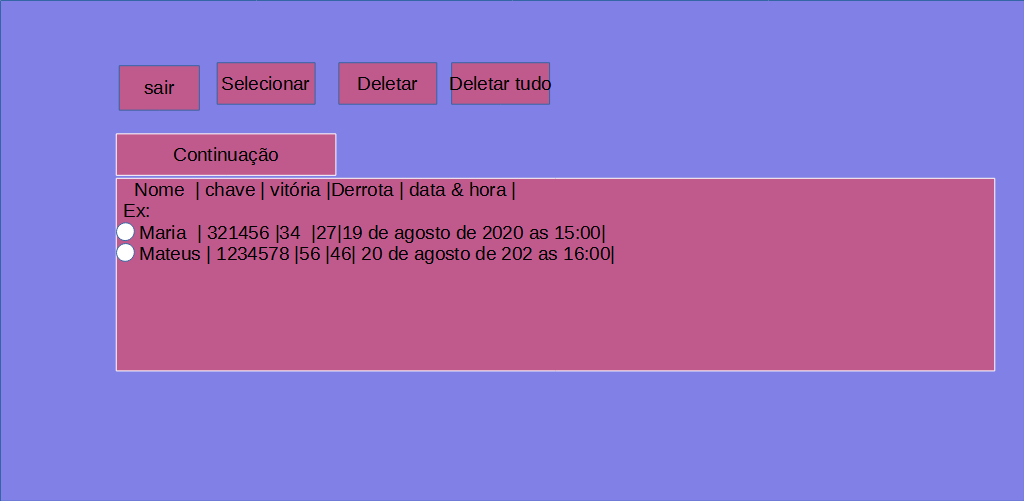 sair
Selecionar
Deletar
Deletar tudo
Continuação
Nome | chave | vitória |Derrota | data & hora |
Ex:
Maria | 321456 |34 |27|19 de agosto de 2020 as 15:00|
Mateus | 1234578 |56 |46| 20 de agosto de 202 as 16:00|